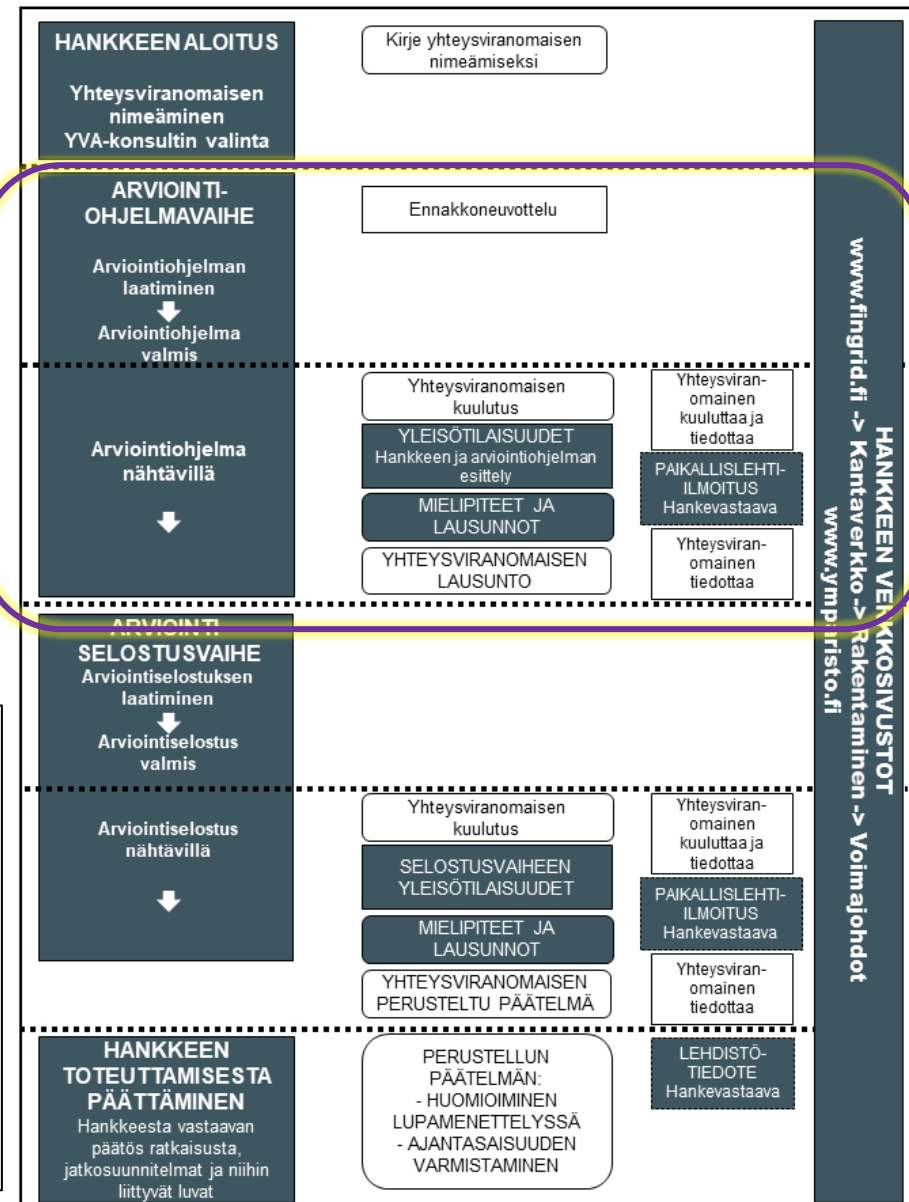 HANKKEEN ALOITUS
Yhteysviranomaisen
nimeäminen
YVA-konsultin valinta
Kirje yhteysviranomaisen
nimeämiseksi
ARVIOINTI-
OHJELMAVAIHE
Arviointiohjelman
laatiminen
Arviointiohjelma
valmis
Ennakkoneuvottelu
Arviointiohjelma
nähtävillä
Yhteysviranomaisen
kuulutus
YLEISÖTILAISUUDET
Hankkeen ja arviointiohjelman
esittely
MIELIPITEET JA
LAUSUNNOT
YHTEYSVIRANOMAISEN
LAUSUNTO
Yhteysviran-
omainen
kuuluttaa ja
tiedottaa
PAIKALLISLEHTI-
ILMOITUS
Hankevastaava
Yhteysviran-
omainen
tiedottaa
ARVIOINTI
SELOSTUSVAIHE
Arviointiselostuksen
laatiminen
Arviointiselostus
valmis
Arviointiselostus
nähtävillä
Yhteysviranomaisen
kuulutus
SELOSTUSVAIHEEN
YLEISÖTILAISUUDET
MIELIPITEET JA
LAUSUNNOT
YHTEYSVIRANOMAISEN
PERUSTELTU PÄÄTELMÄ
Yhteysviran-
omainen
kuuluttaa ja
tiedottaa
PAIKALLISLEHTI-
ILMOITUS
Hankevastaava
Yhteysviran-
omainen
tiedottaa
HANKKEEN
TOTEUTTAMISESTA
PÄÄTTÄMINEN
Hankkeesta vastaavan
päätös ratkaisusta,
jatkosuunnitelmat ja niihin
liittyvät luvat
PERUSTELLUN
PÄÄTELMÄN:
- HUOMIOIMINEN
LUPAMENETTELYSSÄ
- AJANTASAISUUDEN
VARMISTAMINEN
LEHDISTÖ-
TIEDOTE
Hankevastaava
HANKKEEN VERKKOSIVUSTOT
www.fingrid.fi -> Kantaverkko -> Rakentaminen -> Voimajohdot
www.ymparisto.fi